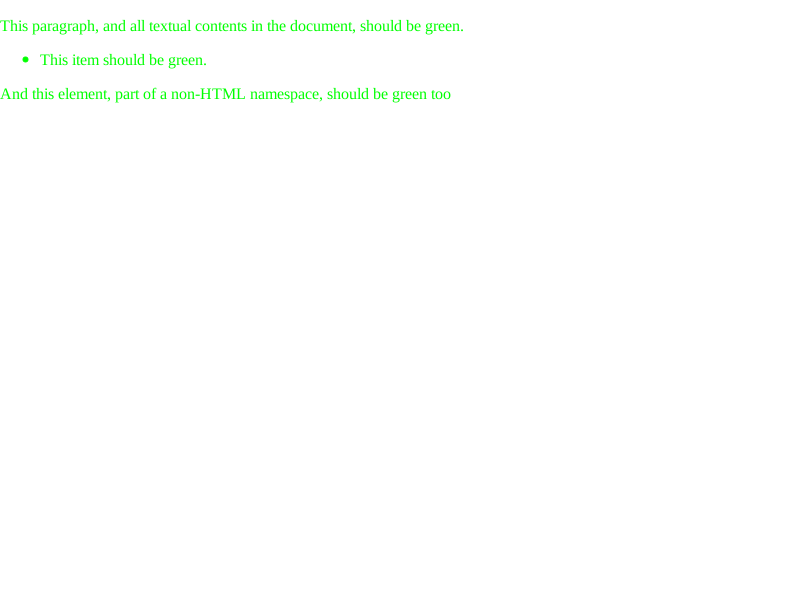 This paragraph, and all textual contents in the document, should be green.
• This item should be green.
And this element, part of a non-HTML namespace, should be green too